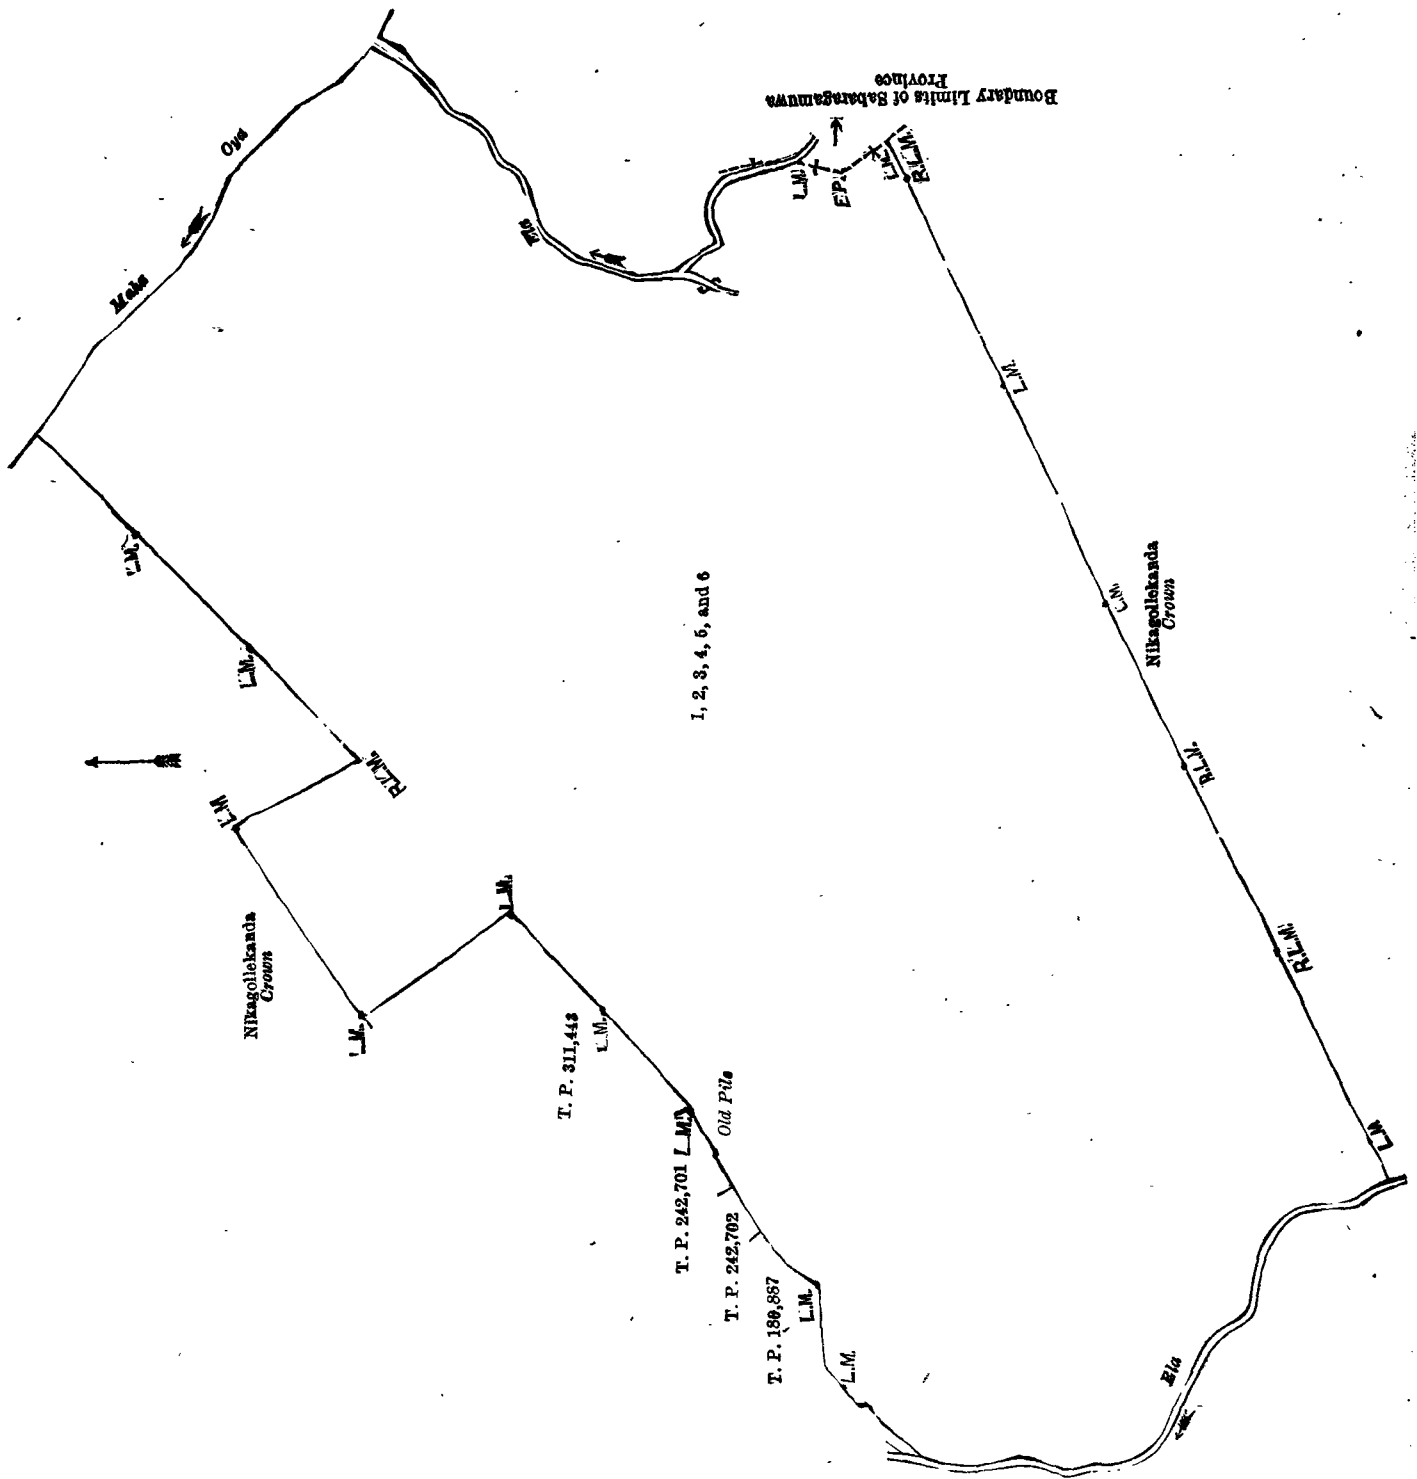 Maha
Oya
Ela
L.M.
L.M.
R.L.M.
L.M.
Nikagollekanda
Crown
L.M.
L.M.
T. P. 311,443
L.M.
T. P. 242,701 L.M.
Old Pile
T. P. 242,702
T. P. 180,887
L.M.
L.M.
1, 2, 3, 4, 5, and 6
Boundary Limits of Sabaragamuwa
Province
L.M.
E.P.
L.M.
R.L.M.
L.M.
L.M.
Nikagollekanda
Crown
R.L.M.
R.L.M.
L.M.
Ela